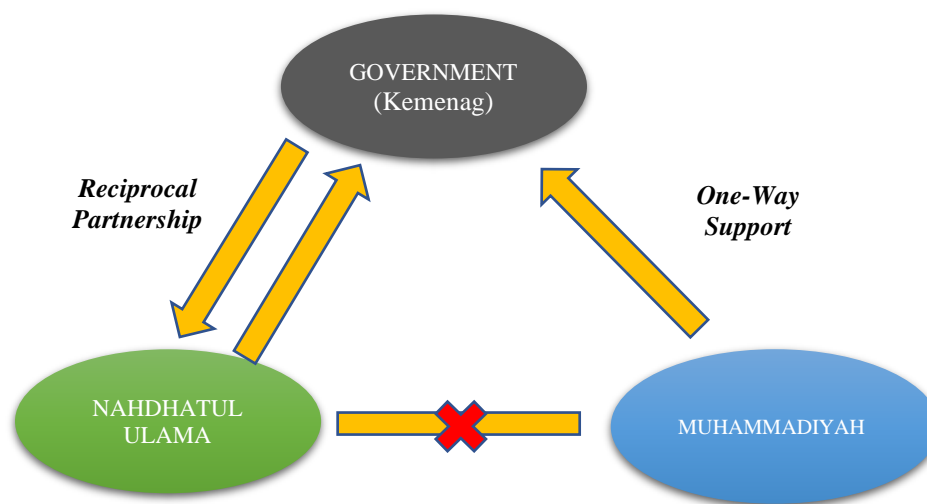 GOVERNMENT
(Kemenag)
Reciprocal
Partnership
One-Way
Support
NAHDHATUL
ULAMA
MUHAMMADIYAH